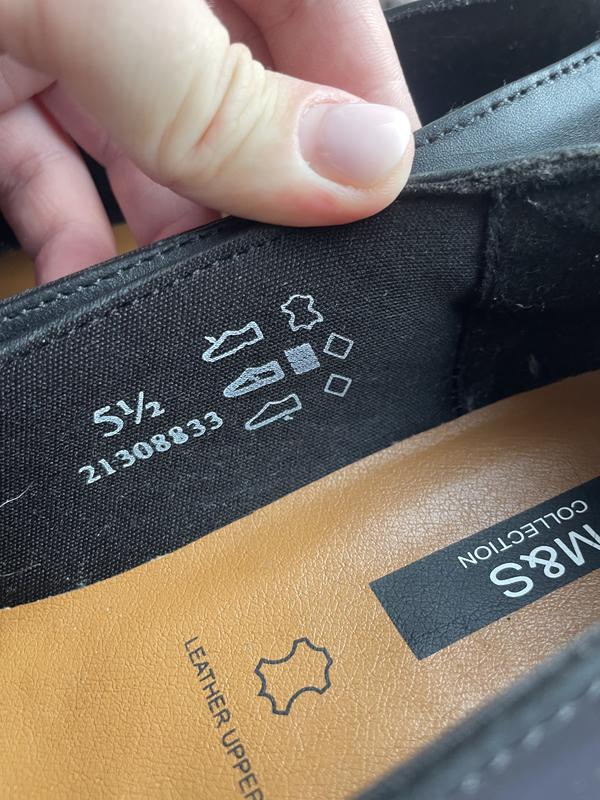 5½
21308833
M&S
COLLECTION
LEATHER UPPER